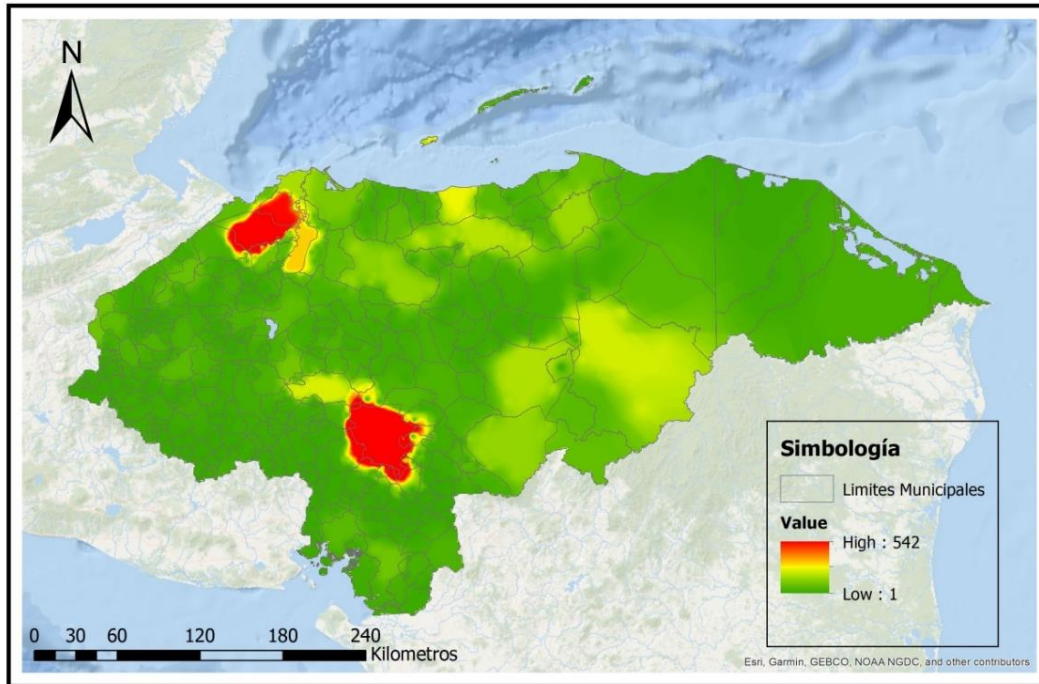 N
Simbología
Limites Municipales
Value
High : 542
Low : 1
0 30 60 120 180 240
Kilometros
Esri, Garmin, GEBCO, NOAA NGDC, and other contributors